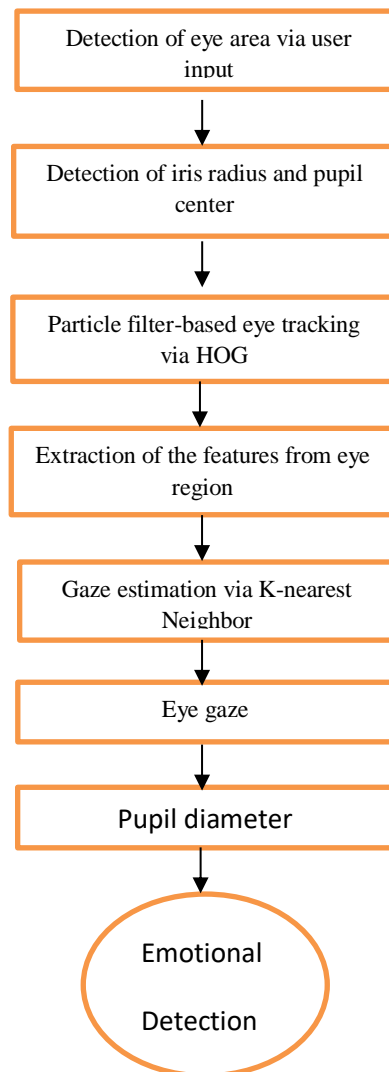 Detection of eye area via user
input
Detection of iris radius and pupil
center
Particle filter-based eye tracking
via HOG
Extraction of the features from eye
region
Gaze estimation via K-nearest
Neighbor
Eye gaze
Pupil diameter
Emotional
Detection